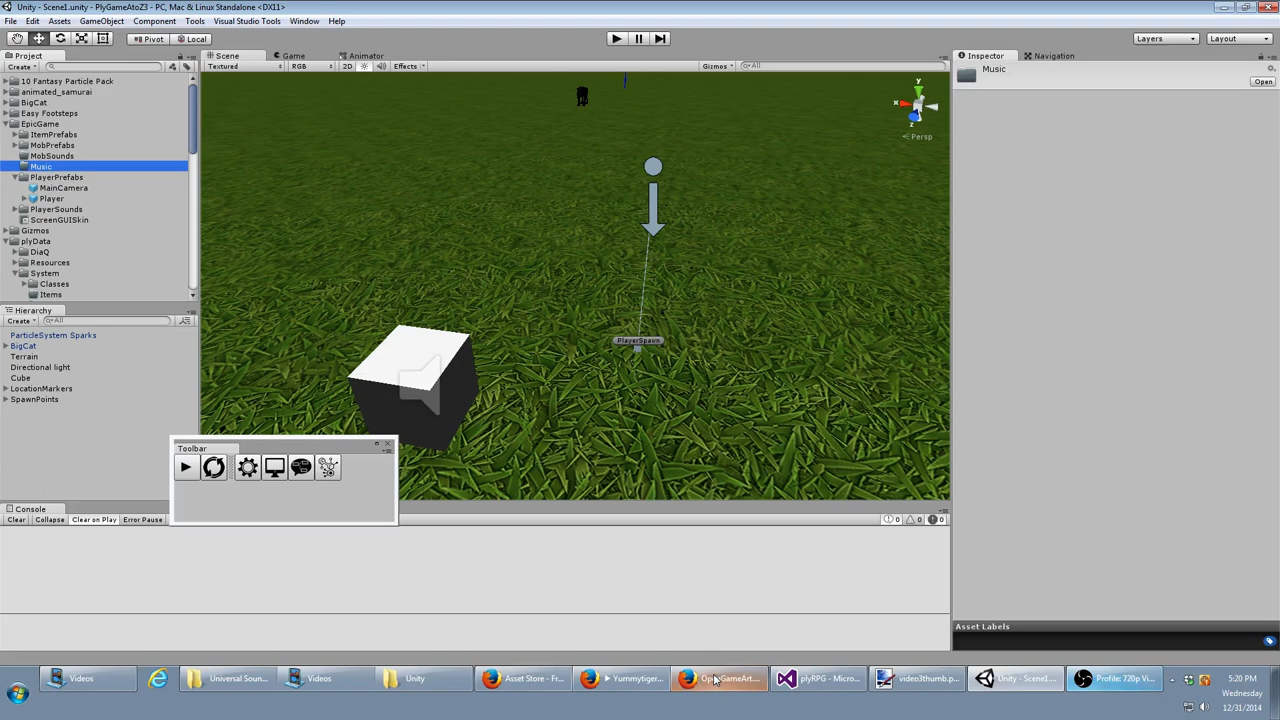 Unity - Scene1.unity - PlyGameAtoZ3 - PC, Mac & Linux Standalone <DX11>
File Edit Assets GameObject Component Tools Visual Studio Tools Window Help
Pivot Local Layers Layout
Project
Create
10 Fantasy Particle Pack
animated_samurai
BigCat
Easy Footsteps
EpicGame
ItemPrefabs
MobPrefabs
MobSounds
Music
PlayerPrefabs
MainCamera
Player
PlayerSounds
ScreenGUISkin
Gizmos
plyData
DiaQ
Resources
System
Classes
Items
Hierarchy
Create All
ParticleSystem Sparks
BigCat
Terrain
Directional light
Cube
LocationMarkers
SpawnPoints
Scene Game Animator
Textured RGB 2D Effects Gizmos All
y
x
z
Persp
PlayerSpawn
Toolbar
Inspector Navigation
Music
Open
Asset Labels
Console
Clear Collapse Clear on Play Error Pause 0 0 0
Videos Universal Soun... Videos Unity Asset Store - Fr... Yummytiger... plyRPG - Micro... video3thumb.p... Unity - Scene1.... Profile: 720p Vi...
5:20 PM
Wednesday
12/31/2014